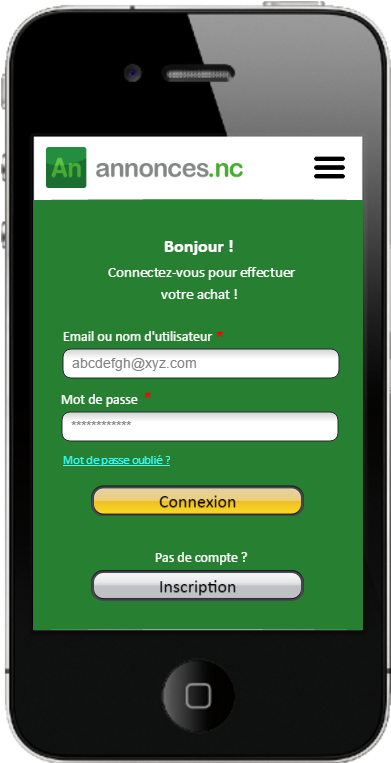 An annonces.nc
Bonjour !
Connectez-vous pour effectuer
votre achat !
Email ou nom d'utilisateur *
abcdefgh@xyz.com
Mot de passe *
************
Mot de passe oublié ?
Connexion
Pas de compte ?
Inscription